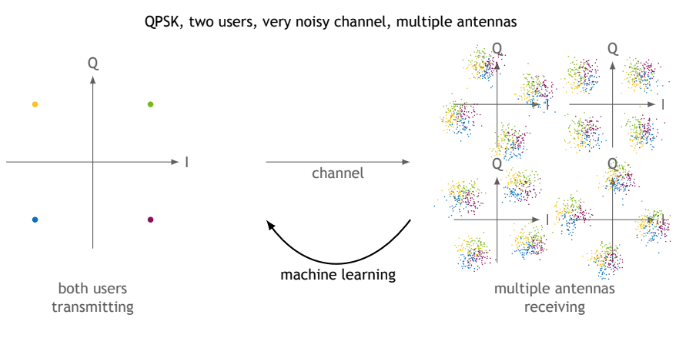 QPSK, two users, very noisy channel, multiple antennas
Q
I
both users
transmitting
channel
machine learning
Q
I
Q
I
Q
I
Q
I
multiple antennas
receiving